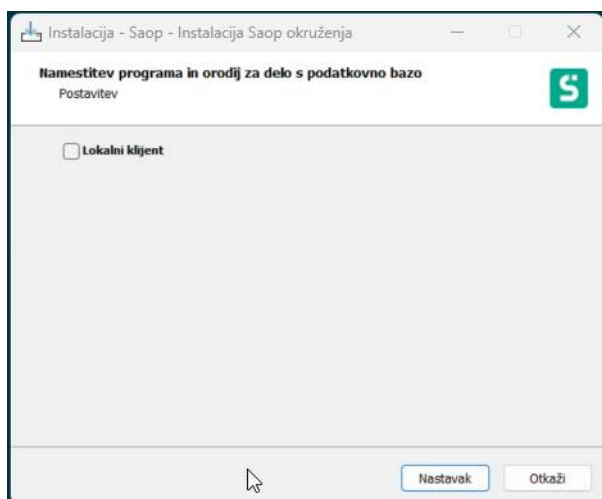 Instalacija - Saop - Instalacija Saop okruženja
Namestitev programa in orodij za delo s podatkovno bazo
Postavitev
Lokalni klijent
Nastavak
Otkaži